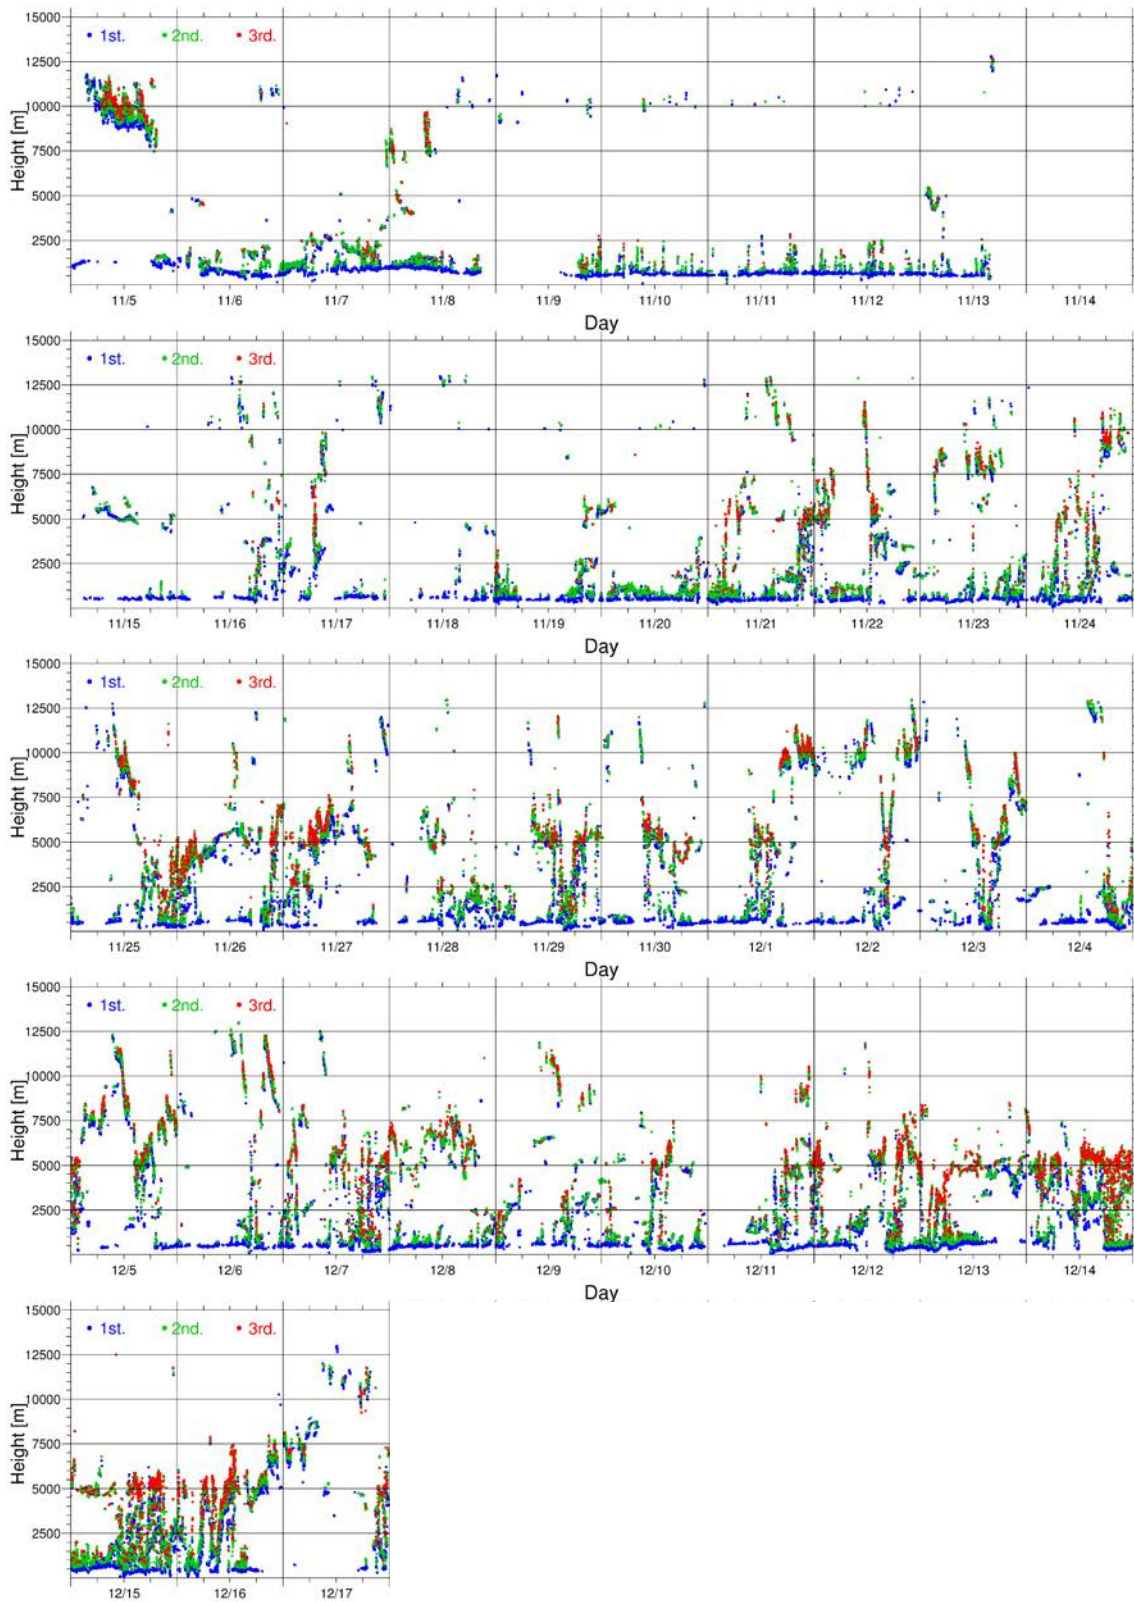 15000
• 1st. • 2nd. • 3rd.
12500
10000
Height [m]
7500
5000
2500
11/5 11/6 11/7 11/8 11/9 11/10 11/11 11/12 11/13 11/14
Day
15000
• 1st. • 2nd. • 3rd.
12500
10000
Height [m]
7500
5000
2500
11/15 11/16 11/17 11/18 11/19 11/20 11/21 11/22 11/23 11/24
Day
15000
• 1st. • 2nd. • 3rd.
12500
10000
Height [m]
7500
5000
2500
11/25 11/26 11/27 11/28 11/29 11/30 12/1 12/2 12/3 12/4
Day
15000
• 1st. • 2nd. • 3rd.
12500
10000
Height [m]
7500
5000
2500
12/5 12/6 12/7 12/8 12/9 12/10 12/11 12/12 12/13 12/14
Day
15000
• 1st. • 2nd. • 3rd.
12500
10000
Height [m]
7500
5000
2500
12/15 12/16 12/17